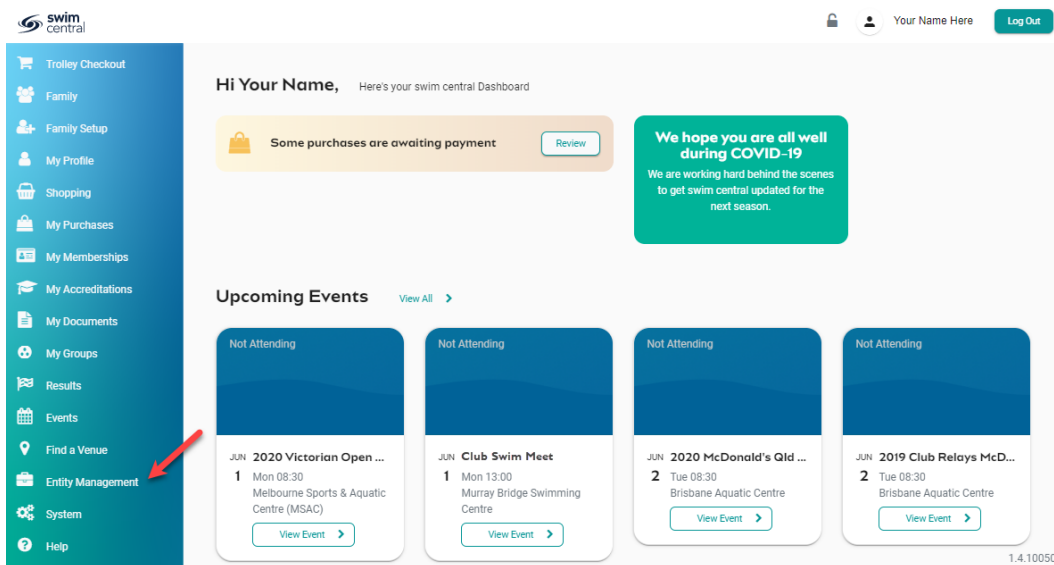 swim
central
Your Name Here
Log Out
Trolley Checkout
Family
Family Setup
My Profile
Shopping
My Purchases
My Memberships
My Accreditations
My Documents
My Groups
Results
Events
Find a Venue
Entity Management
System
Help
Hi Your Name,
Here's your swim central Dashboard
Some purchases are awaiting payment
Review
We hope you are all well
during COVID-19
We are working hard behind the scenes
to get swim central updated for the
next season.
Upcoming Events
View All
Not Attending
JUN 2020 Victorian Open ...
1 Mon 08:30
Melbourne Sports & Aquatic
Centre (MSAC)
View Event
Not Attending
JUN Club Swim Meet
1 Mon 13:00
Murray Bridge Swimming
Centre
View Event
Not Attending
JUN 2020 McDonald's Qld ...
2 Tue 08:30
Brisbane Aquatic Centre
View Event
Not Attending
JUN 2019 Club Relays McD...
2 Tue 08:30
Brisbane Aquatic Centre
View Event
1.4.10050